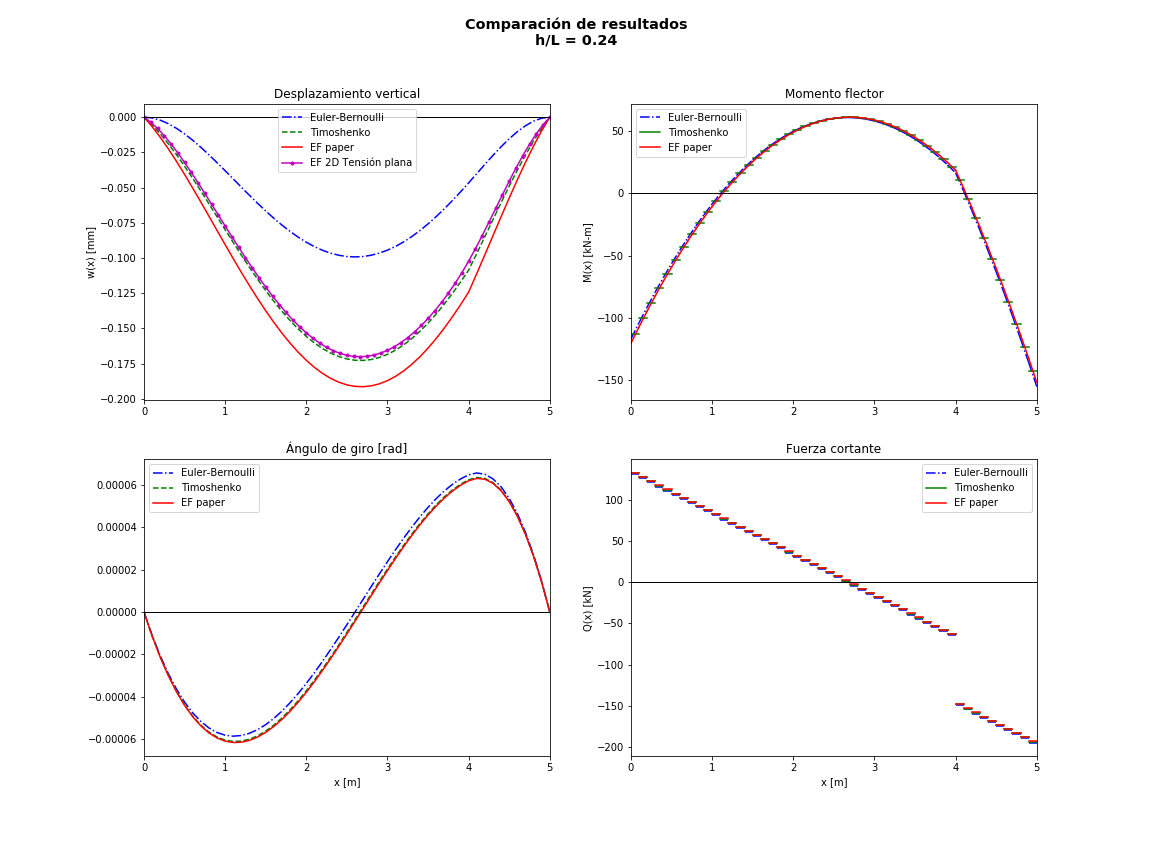 Comparación de resultados
h/L = 0.24
Desplazamiento vertical
Euler-Bernoulli
Timoshenko
EF paper
EF 2D Tensión plana
w(x) [mm]
0.000
−0.025
−0.050
−0.075
−0.100
−0.125
−0.150
−0.175
−0.200
0 1 2 3 4 5
Momento flector
Euler-Bernoulli
Timoshenko
EF paper
M(x) [kN-m]
50
0
−50
−100
−150
0 1 2 3 4 5
Ángulo de giro [rad]
Euler-Bernoulli
Timoshenko
EF paper
0.00006
0.00004
0.00002
0.00000
−0.00002
−0.00004
−0.00006
0 1 2 3 4 5
x [m]
Fuerza cortante
Euler-Bernoulli
Timoshenko
EF paper
Q(x) [kN]
100
50
0
−50
−100
−150
−200
0 1 2 3 4 5
x [m]